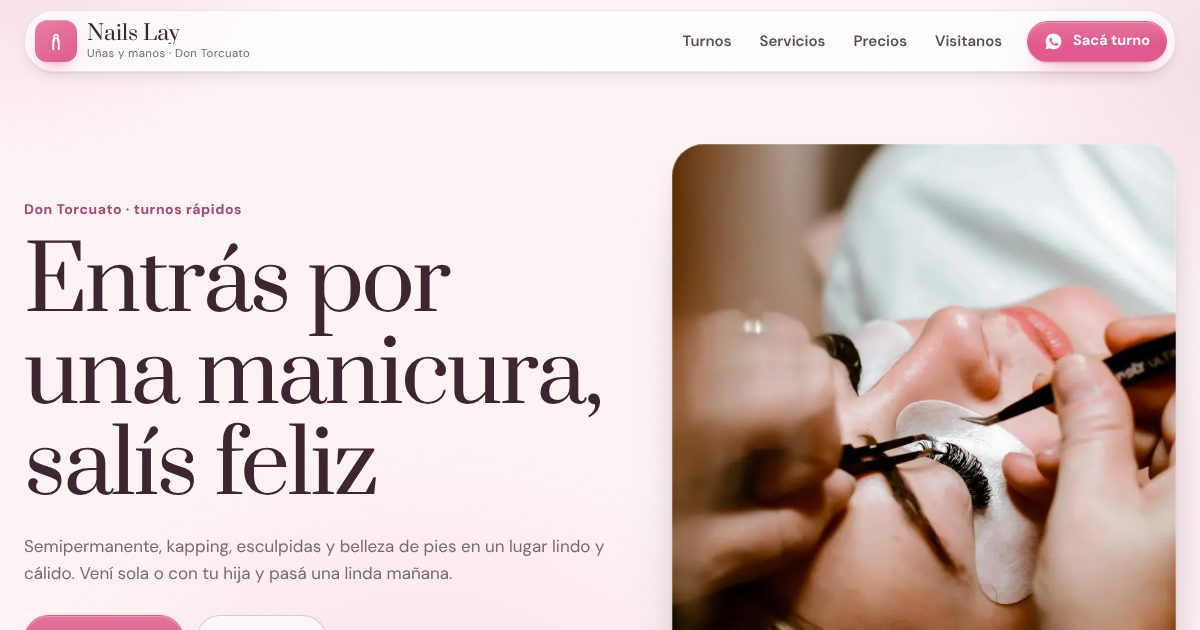 Nails Lay
Uñas y manos · Don Torcuato
Turnos
Servicios
Precios
Visitanos
Sacá turno
Don Torcuato · turnos rápidos
Entrás por
una manicura,
salís feliz
Semipermanente, kapping, esculpidas y belleza de pies en un lugar lindo y
cálido. Vení sola o con tu hija y pasá una linda mañana.